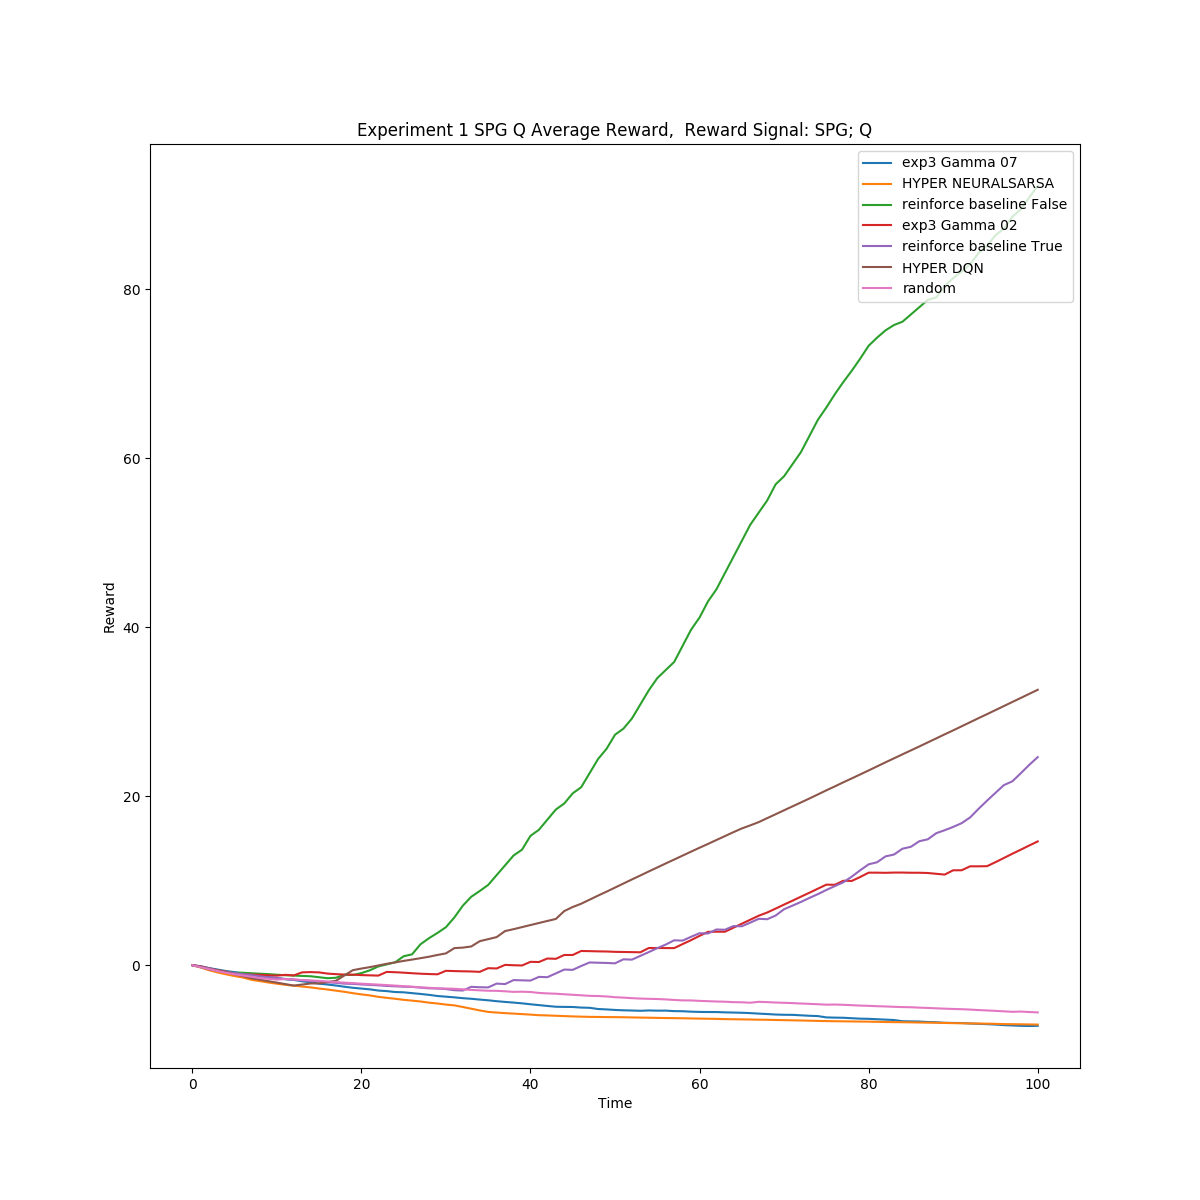 Experiment 1 SPG Q Average Reward,  Reward Signal: SPG; Q
exp3 Gamma 07
HYPER NEURALSARSA
reinforce baseline False
exp3 Gamma 02
reinforce baseline True
HYPER DQN
random
80
60
40
20
0
Reward
0 20 40 60 80 100
Time